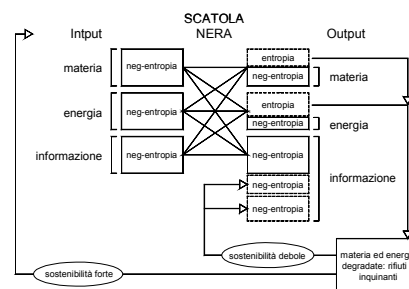 SCATOLA
Intput NERA Output
materia neg-entropia entropia
neg-entropia materia
energia neg-entropia entropia
neg-entropia energia
informazione neg-entropia neg-entropia
informazione
neg-entropia
neg-entropia
sostenibilità debole materia ed energ
degradate: rifiuti
inquinanti
sostenibilità forte